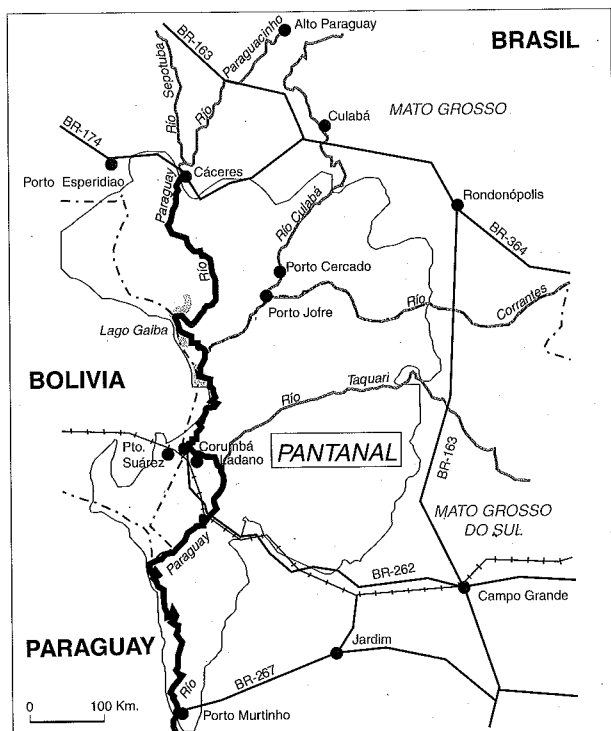 Alto Paraguay
BRASIL
BR-163
Paraguacinho
Río
Sepotuba
Río
Culabá
MATO GROSSO
BR-174
Cáceres
Porto Esperidiao
Paraguay
Río
Rondonópolis
Río Culabá
BR-364
Porto Cercado
Río
Corrantes
Porto Jofre
Lago Gaiba
BOLIVIA
Taquari
Río
Pto.
Suárez
Corumbá
Ladano
PANTANAL
BR-163
MATO GROSSO
DO SUL
Paraguay
BR-262
Campo Grande
PARAGUAY
Jardim
BR-267
Río
0 100 Km.
Porto Murtinho